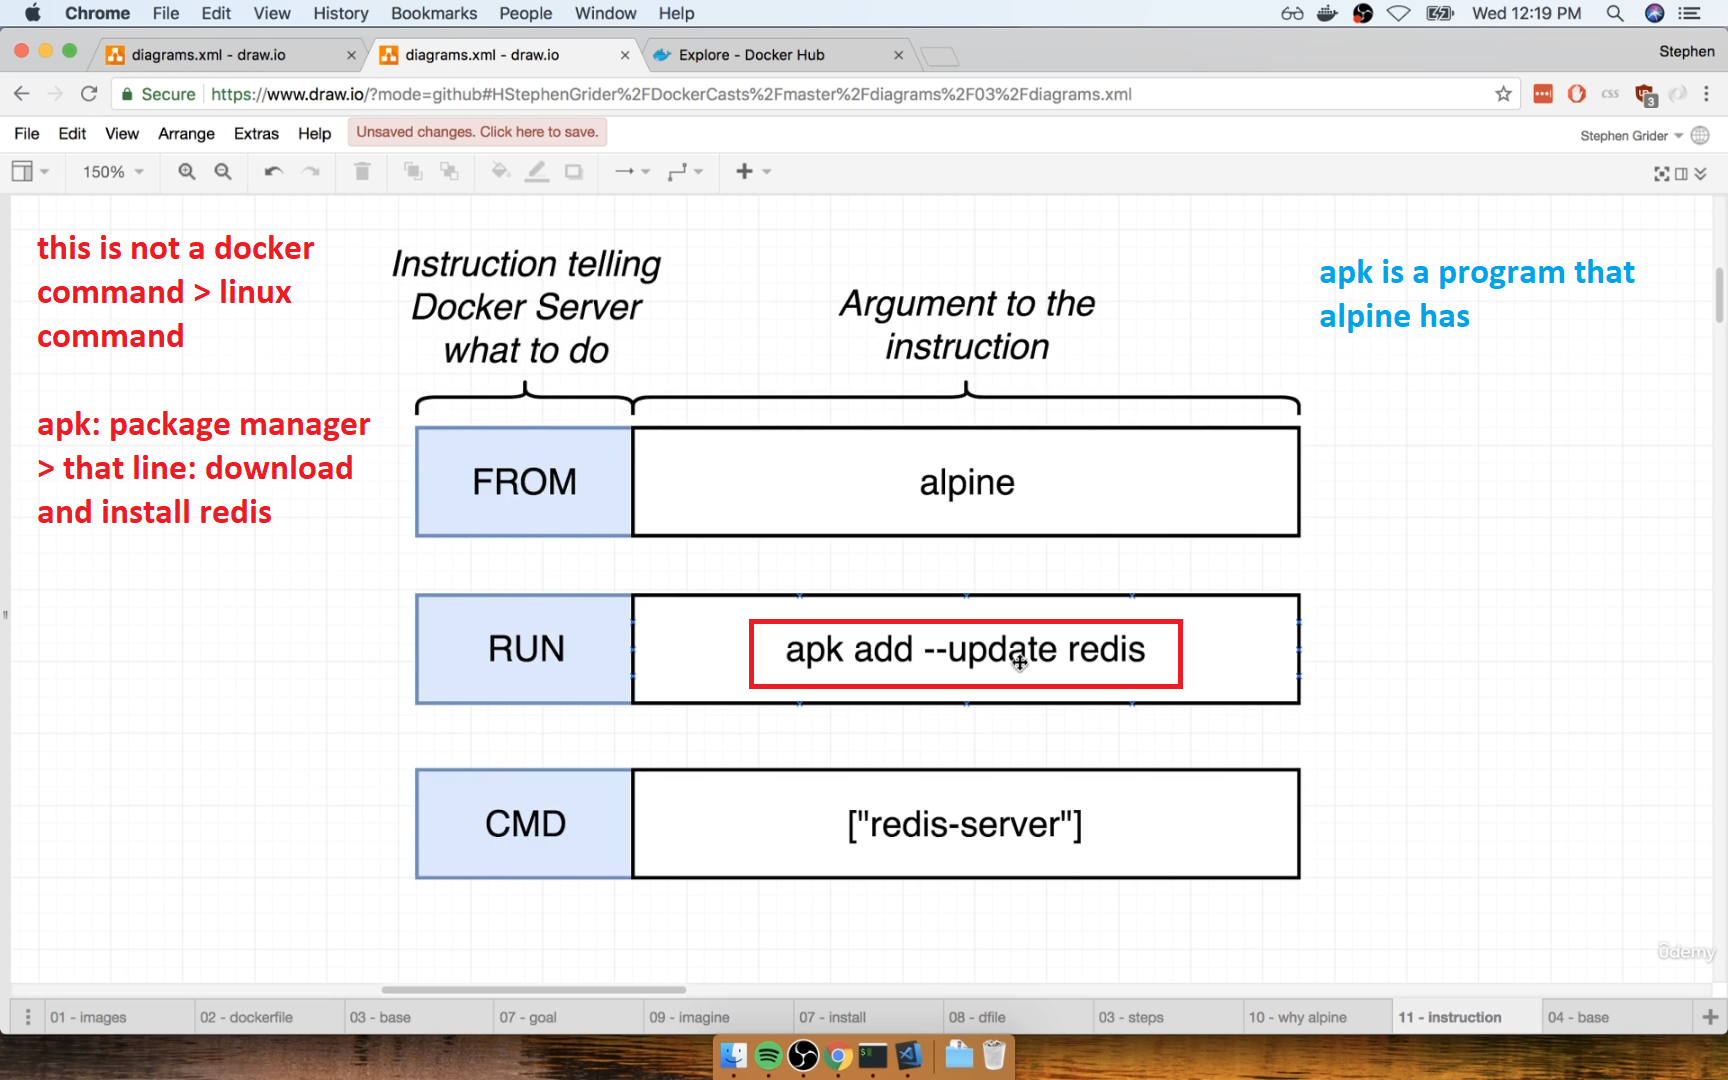 Chrome File Edit View History Bookmarks People Window Help Wed 12:19 PM
diagrams.xml - draw.io diagrams.xml - draw.io Explore - Docker Hub Stephen
Secure https://www.draw.io/?mode=github#HStephenGrider%2FDockerCasts%2Fmaster%2Fdiagrams%2F03%2Fdiagrams.xml CSS 3
File Edit View Arrange Extras Help Unsaved changes. Click here to save. Stephen Grider
150%
this is not a docker
command > linux
command
apk: package manager
> that line: download
and install redis
Instruction telling
Docker Server
what to do
Argument to the
instruction
apk is a program that
alpine has
FROM alpine
RUN apk add --update redis
CMD ["redis-server"]
ûdemy
01 - images 02 - dockerfile 03 - base 07 - goal 09 - imagine 07 - install 08 - dfile 03 - steps 10 - why alpine 11 - instruction 04 - base